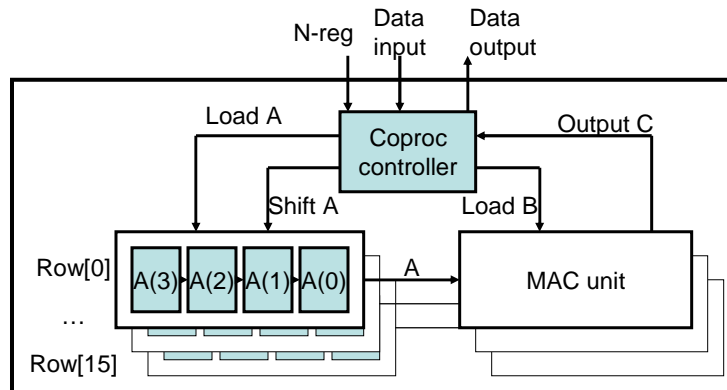 N-reg
Data
input
Data
output
Load A
Coproc
controller
Output C
Shift A
Load B
Row[0]
A(3)
A(2)
A(1)
A(0)
A
MAC unit
...
Row[15]